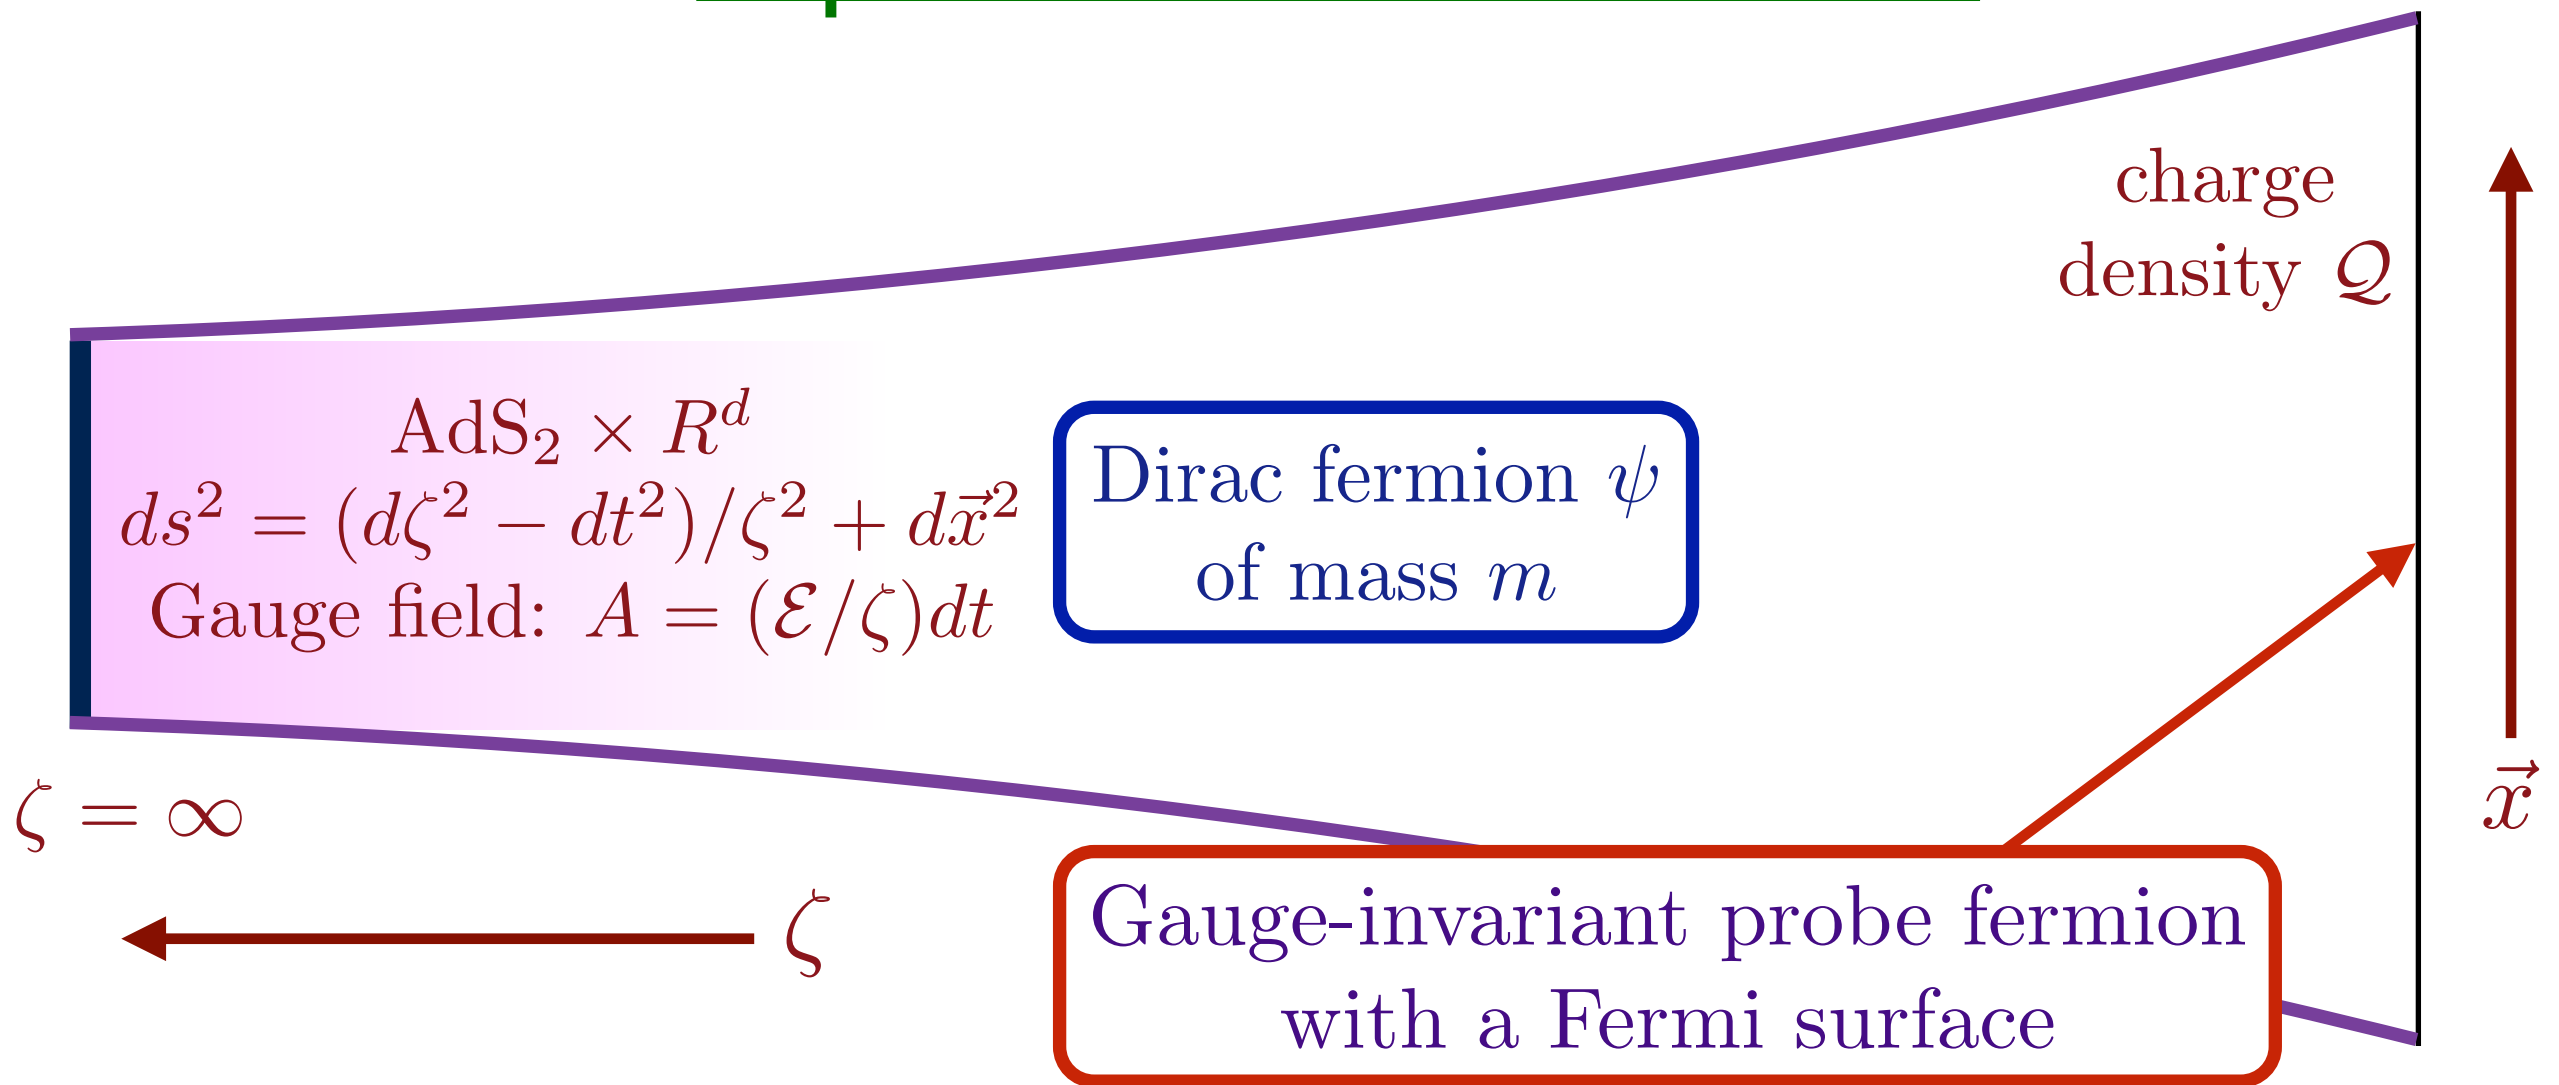 charge
density 𝒬
AdS₂ × Rᵈ
ds² = (dζ² − dt²)/ζ² + dx⃗²
Gauge field: A = (ℰ/ζ)dt
Dirac fermion ψ
of mass m
ζ = ∞
x⃗
ζ
Gauge-invariant probe fermion
with a Fermi surface